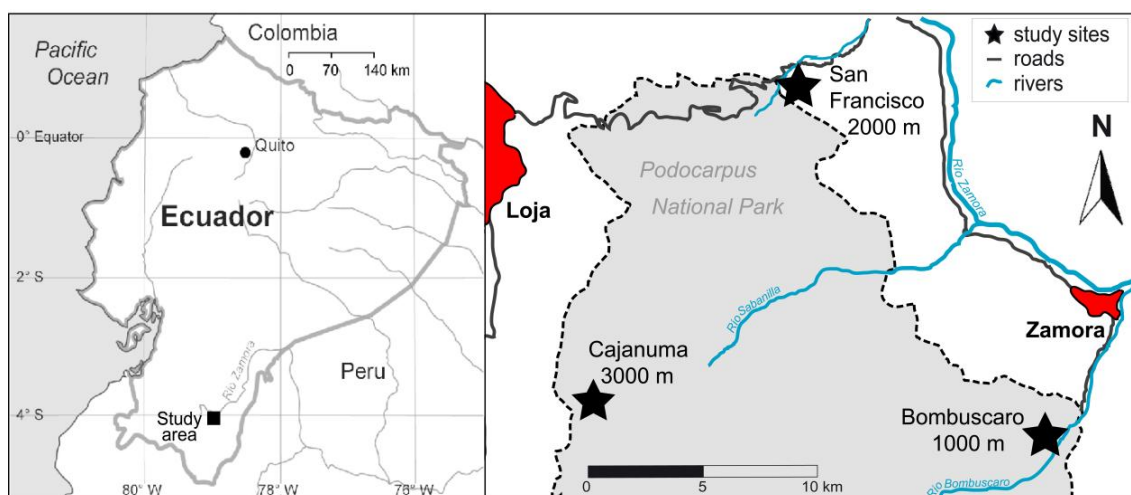 Pacific
Ocean
Colombia
0 70 140 km
0° Equator
Quito
Ecuador
2° S
Rio Zamora
Peru
Study
area
4° S
80° W
78° W
76° W
study sites
roads
rivers
San
Francisco
2000 m
N
Podocarpus
National Park
Rio Zamora
Loja
Rio Sabanilla
Zamora
Cajanuma
3000 m
Bombuscaro
1000 m
0 5 10 km
Rio Bombuscaro